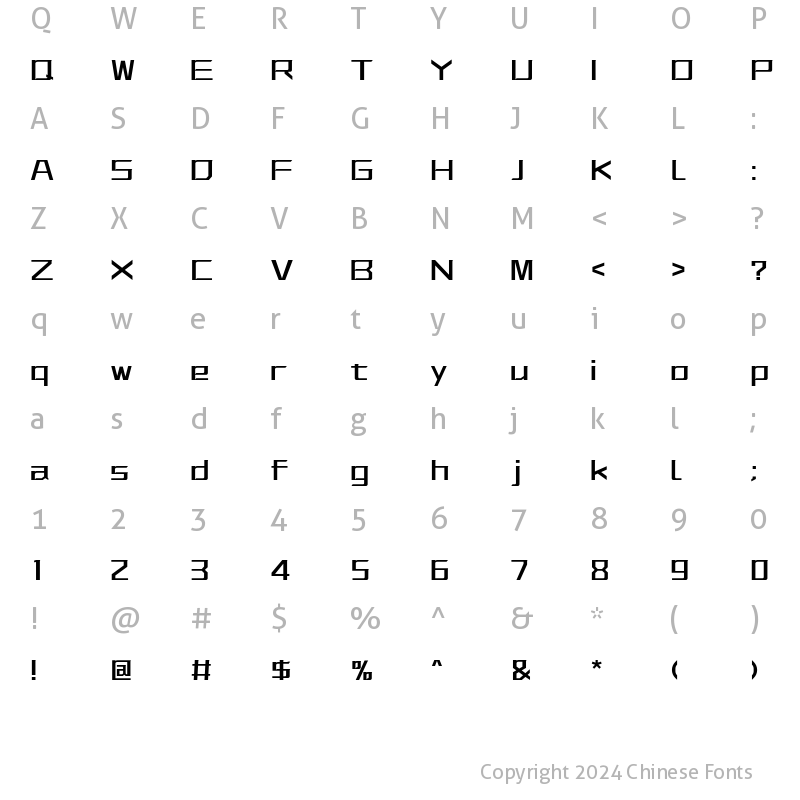 Q W E R T Y U I O P
Q W E R T Y U I O P
A S D F G H J K L :
A S D F G H J K L :
Z X C V B N M < > ?
Z X C V B N M < > ?
q w e r t y u i o p
q w e r t y u i o p
a s d f g h j k l ;
a s d f g h j k l ;
1 2 3 4 5 6 7 8 9 0
1 2 3 4 5 6 7 8 9 0
! @ # $ % ^ & * ( )
! @ # $ % ^ & * ( )
Copyright 2024 Chinese Fonts